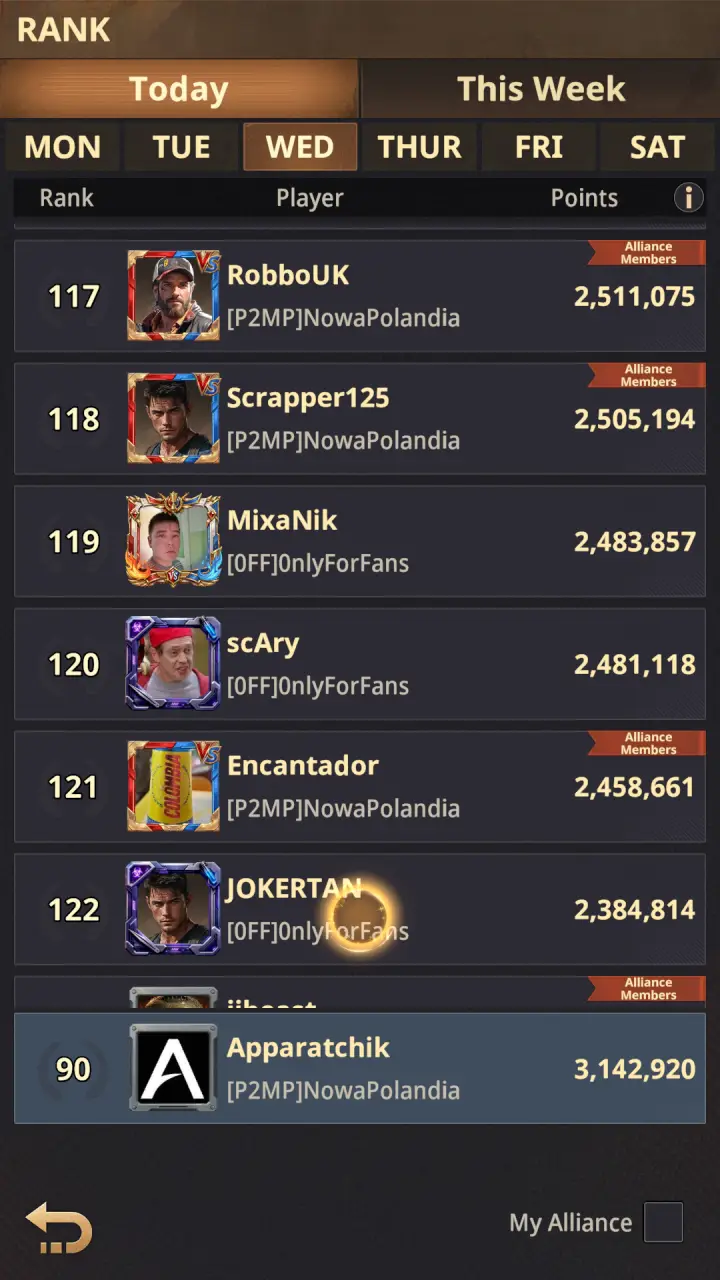 RANK
Today
This Week
MON TUE WED THUR FRI SAT
Rank Player Points
Alliance Members
117 RobboUK 2,511,075
[P2MP]NowaPolandia
Alliance Members
118 Scrapper125 2,505,194
[P2MP]NowaPolandia
119 MixaNik 2,483,857
[0FF]0nlyForFans
120 scAry 2,481,118
[0FF]0nlyForFans
Alliance Members
121 Encantador 2,458,661
COLOMBIA
[P2MP]NowaPolandia
122 JOKERTAN 2,384,814
[0FF]0nlyForFans
Alliance Members
90 Apparatchik 3,142,920
[P2MP]NowaPolandia
My Alliance